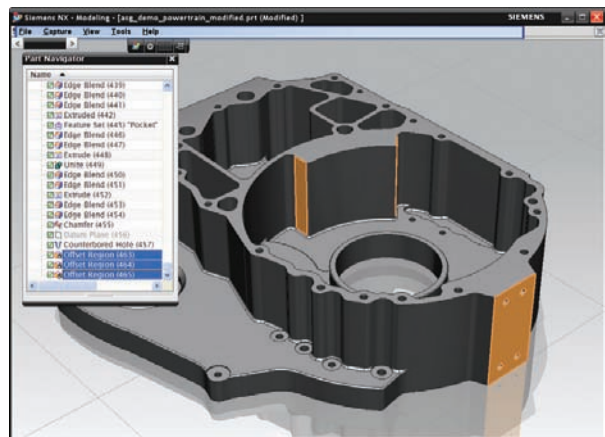 Siemens NX - Modeling - [asg_demo_powertrain_modified.prt (Modified) ]
SIEMENS
File Capture View Tools Help
Part Navigator
Name
Edge Blend (439)
Edge Blend (440)
Edge Blend (441)
Extruded (442)
Feature Set (445) "Pocket"
Edge Blend (446)
Edge Blend (447)
Extrude (448)
Unite (449)
Edge Blend (450)
Edge Blend (451)
Extrude (452)
Edge Blend (453)
Edge Blend (454)
Chamfer (455)
Datum Plane (456)
Counterbored Hole (457)
Offset Region (463)
Offset Region (464)
Offset Region (465)